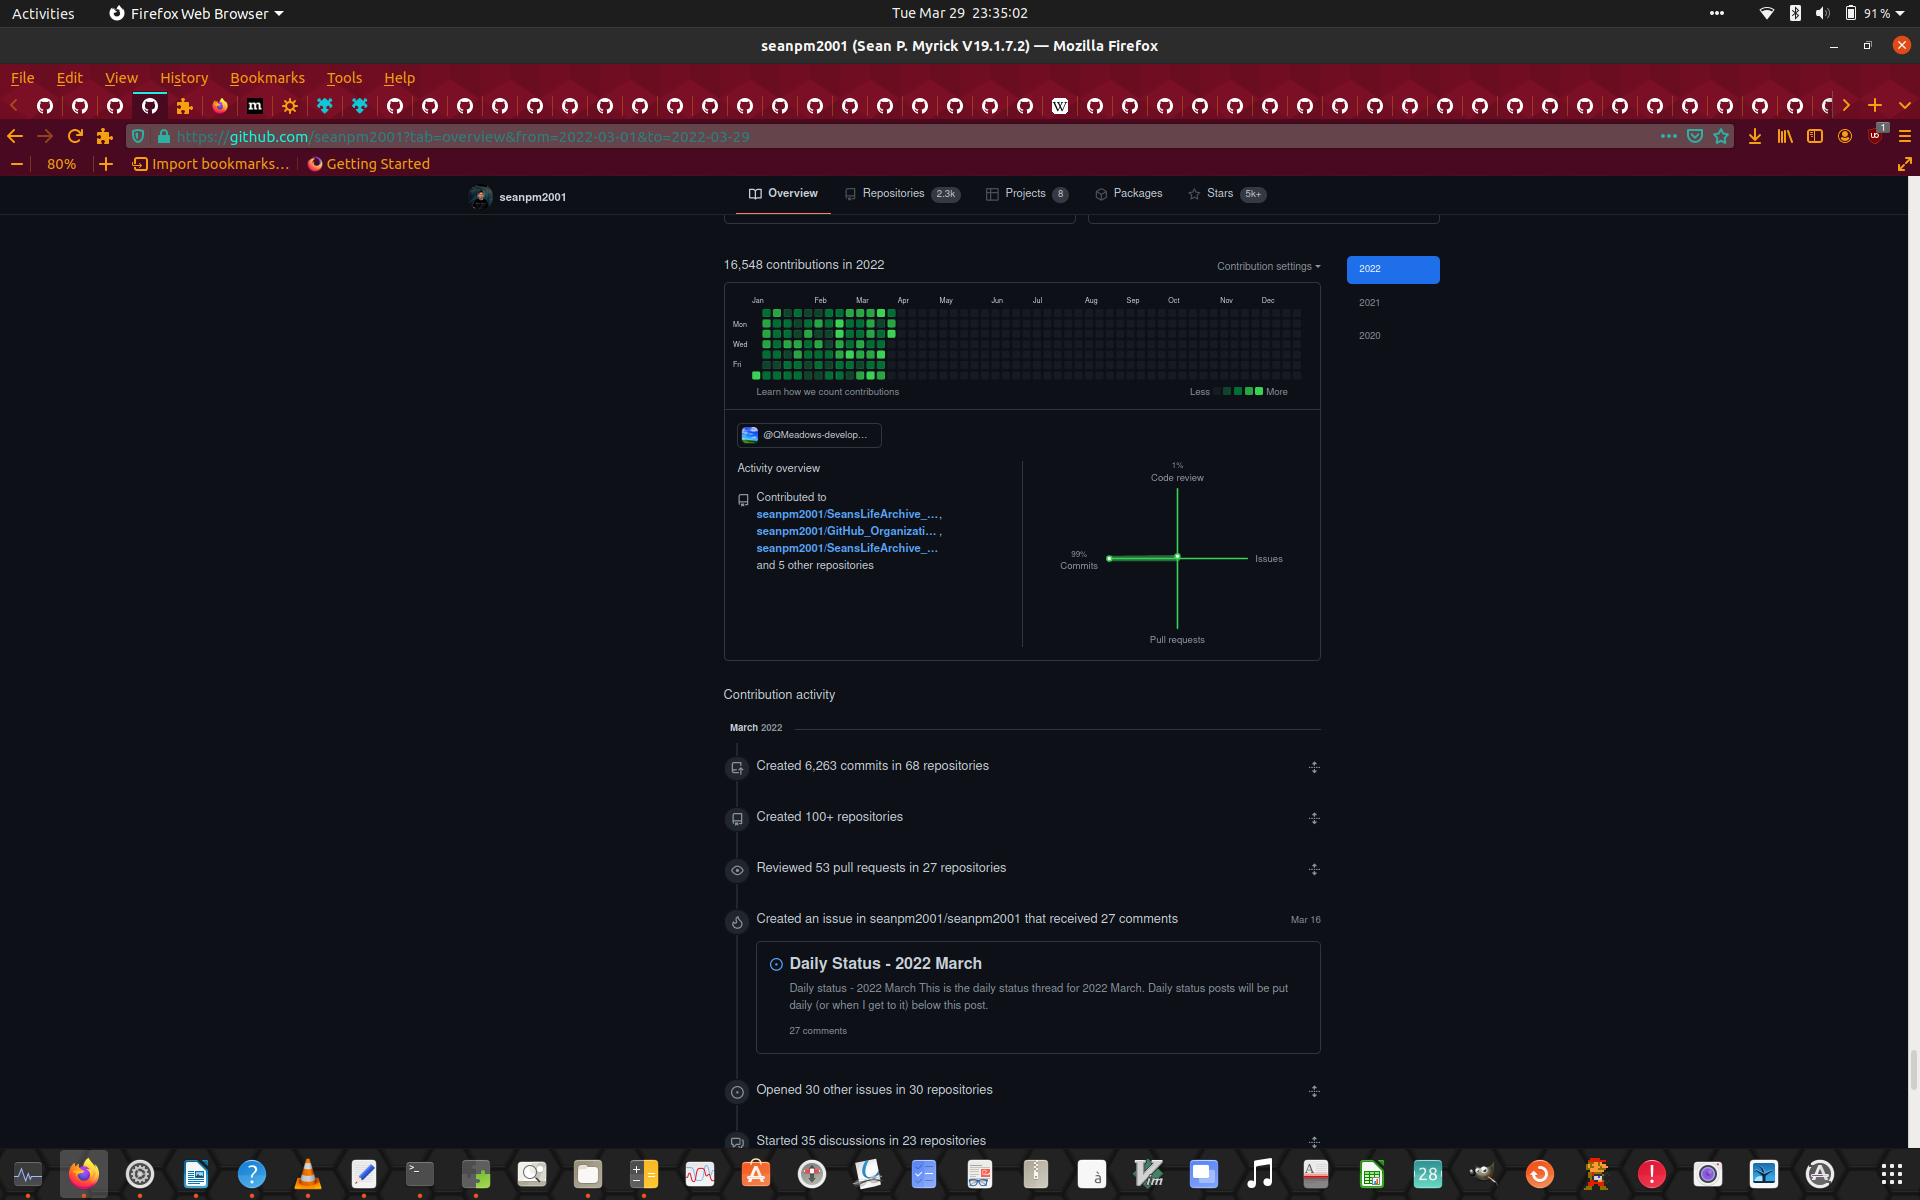 Activities
Firefox Web Browser
Tue Mar 29 23:35:02
91 %
seanpm2001 (Sean P. Myrick V19.1.7.2) — Mozilla Firefox
File Edit View History Bookmarks Tools Help
https://github.com/seanpm2001?tab=overview&from=2022-03-01&to=2022-03-29
1
80%
Import bookmarks...
Getting Started
seanpm2001
Overview
Repositories 2.3k
Projects 8
Packages
Stars 5k+
16,548 contributions in 2022
Contribution settings
2022
2021
2020
Jan Feb Mar Apr May Jun Jul Aug Sep Oct Nov Dec
Mon
Wed
Fri
Learn how we count contributions
Less More
@QMeadows-develop...
Activity overview
Contributed to
seanpm2001/SeansLifeArchive_...,
seanpm2001/GitHub_Organizati... ,
seanpm2001/SeansLifeArchive_...
and 5 other repositories
1%
Code review
99%
Commits
Issues
Pull requests
Contribution activity
March 2022
Created 6,263 commits in 68 repositories
Created 100+ repositories
Reviewed 53 pull requests in 27 repositories
Created an issue in seanpm2001/seanpm2001 that received 27 comments
Mar 16
Daily Status - 2022 March
Daily status - 2022 March This is the daily status thread for 2022 March. Daily status posts will be put
daily (or when I get to it) below this post.
27 comments
Opened 30 other issues in 30 repositories
Started 35 discussions in 23 repositories
28